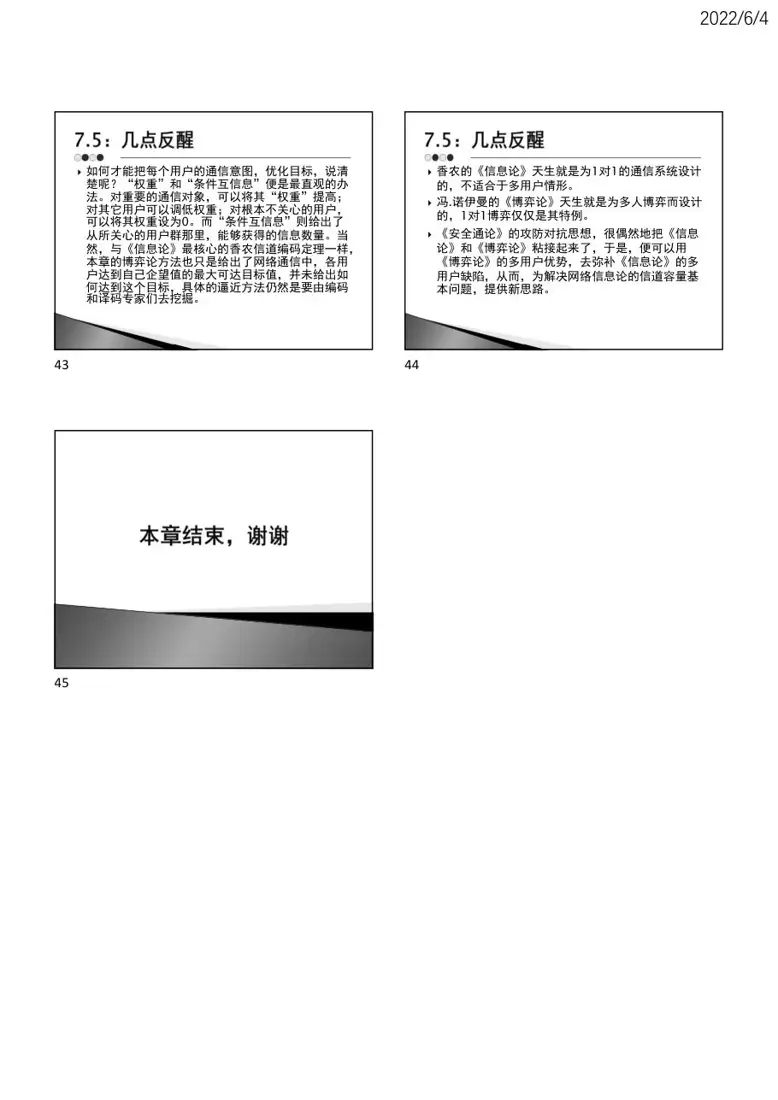 2022/6/4
7.5：几点反醒
如何才能把每个用户的通信意图，优化目标，说清
楚呢？“权重”和“条件互信息”便是最直观的办
法。对重要的通信对象，可以将其“权重”提高；
对其它用户可以调低权重；对根本不关心的用户，
可以将其权重设为0。而“条件互信息”则给出了
从所关心的用户群那里，能够获得的信息数量。当
然，与《信息论》最核心的香农信道编码定理一样，
本章的博弈论方法也只是给出了网络通信中，各用
户达到自己企望值的最大可达目标值，并未给出如
何达到这个目标，具体的逼近方法仍然是要由编码
和译码专家们去挖掘。
43
7.5：几点反醒
香农的《信息论》天生就是为1对1的通信系统设计
的，不适合于多用户情形。
冯.诺伊曼的《博弈论》天生就是为多人博弈而设计
的，1对1博弈仅仅是其特例。
《安全通论》的攻防对抗思想，很偶然地把《信息
论》和《博弈论》粘接起来了，于是，便可以用
《博弈论》的多用户优势，去弥补《信息论》的多
用户缺陷，从而，为解决网络信息论的信道容量基
本问题，提供新思路。
44
本章结束，谢谢
45